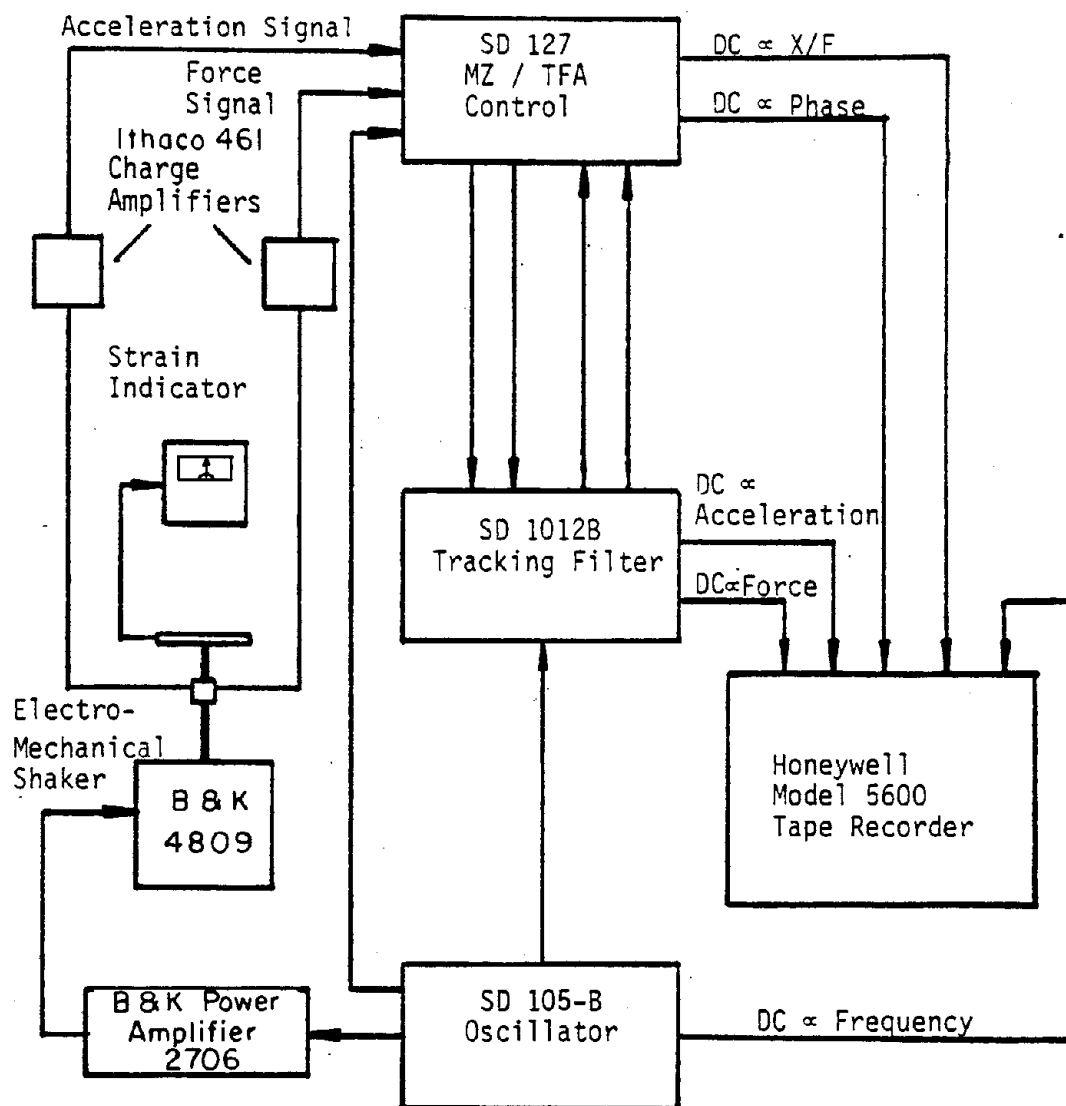 Acceleration Signal
Force
Signal
Ithaco 461
Charge
Amplifiers
SD 127
MZ / TFA
Control
DC ∝ X/F
DC ∝ Phase
Strain
Indicator
SD 1012B
Tracking Filter
DC ∝
Acceleration
DC∝Force
Electro-
Mechanical
Shaker
B & K
4809
Honeywell
Model 5600
Tape Recorder
B & K Power
Amplifier
2706
SD 105-B
Oscillator
DC ∝ Frequency